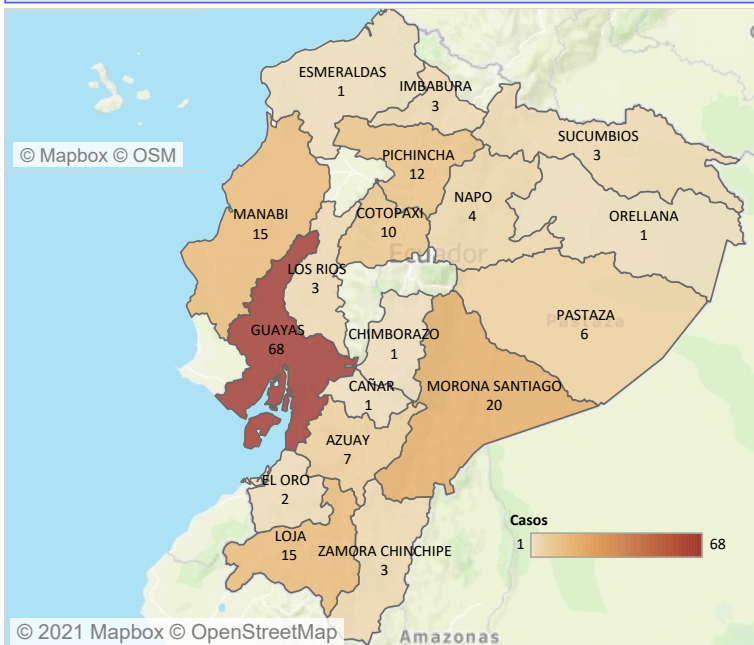 ESMERALDAS
1
IMBABURA
3
SUCUMBIOS
3
© Mapbox © OSM
PICHINCHA
12
NAPO
4
COTOPAXI
10
MANABI
15
ORELLANA
1
Ecuador
LOS RIOS
3
PASTAZA
Pastaza
6
GUAYAS
68
CHIMBORAZO
1
CAÑAR
1
MORONA SANTIAGO
20
AZUAY
7
EL ORO
2
LOJA
15
ZAMORA CHINCHIPE
3
Casos
1 68
© 2021 Mapbox © OpenStreetMap
Amazonas